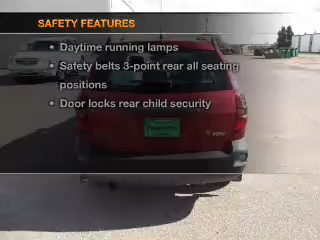 SAFETY FEATURES
• Daytime running lamps
• Safety belts 3-point rear all seating
positions
• Door locks rear child security